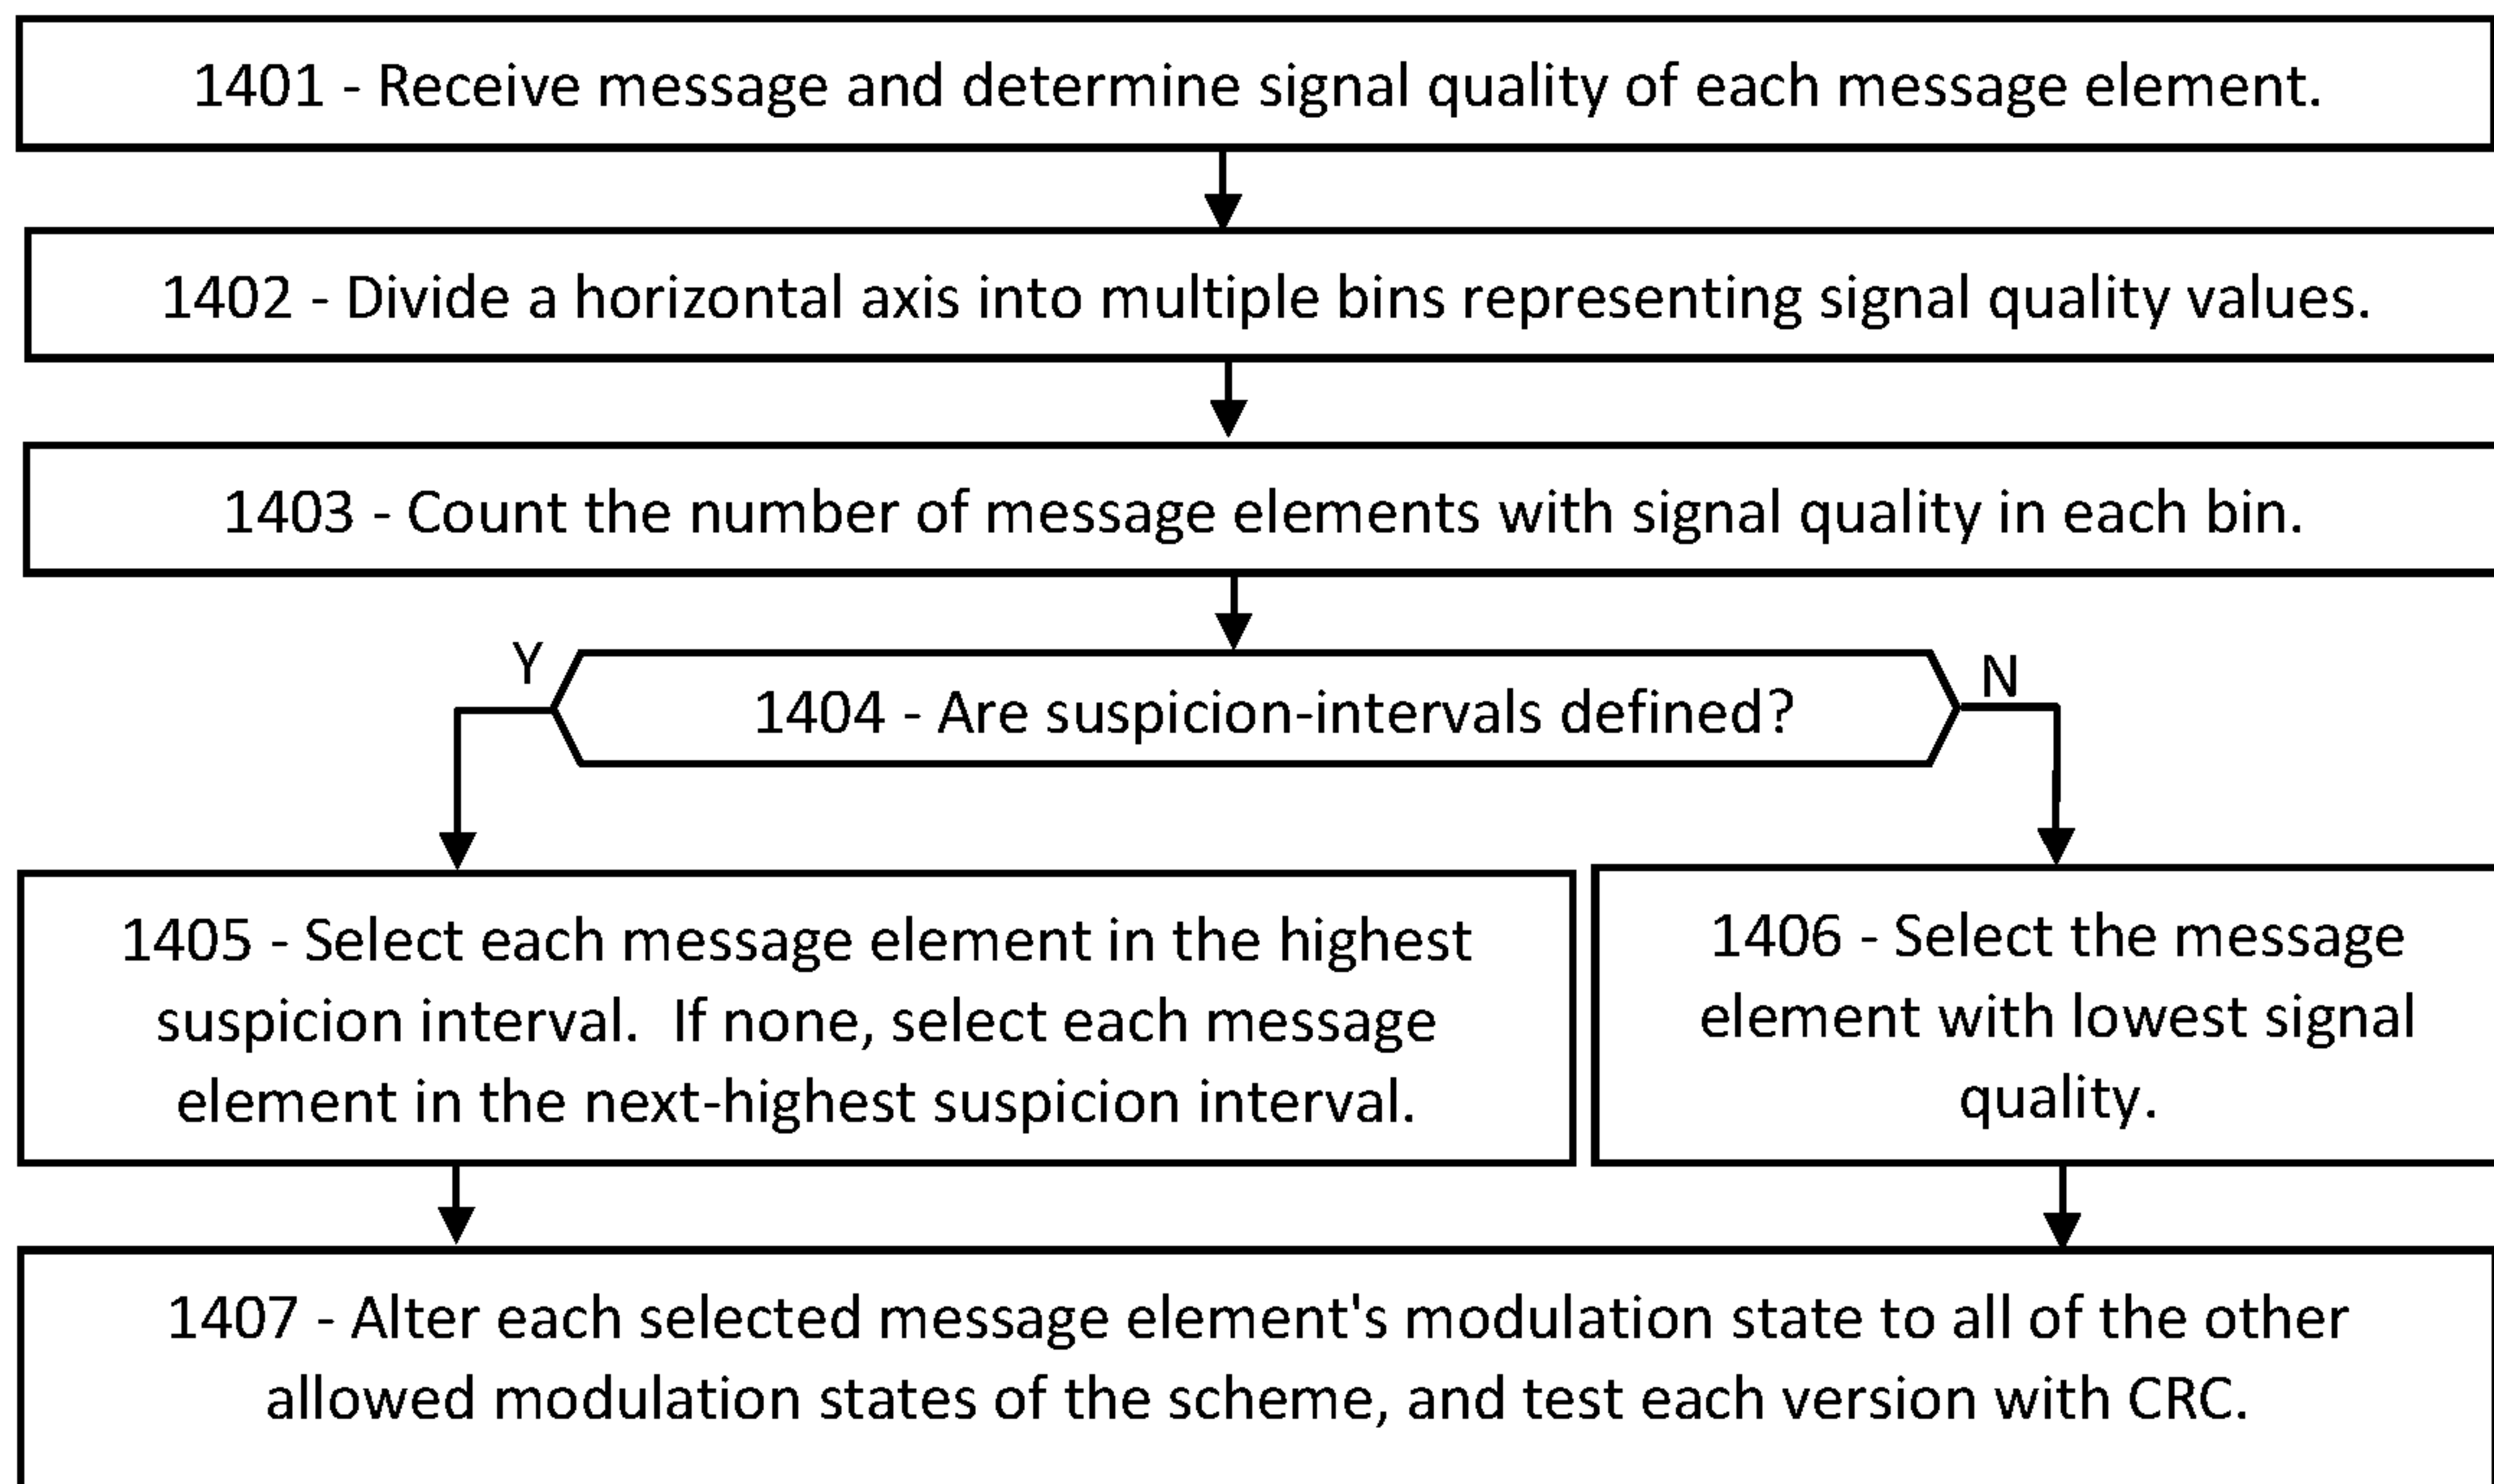 1401 - Receive message and determine signal quality of each message element.
1402 - Divide a horizontal axis into multiple bins representing signal quality values.
1403 - Count the number of message elements with signal quality in each bin.
Y
N
1404 - Are suspicion-intervals defined?
1405 - Select each message element in the highest
suspicion interval.  If none, select each message
element in the next-highest suspicion interval.
1406 - Select the message
element with lowest signal
quality.
1407 - Alter each selected message element's modulation state to all of the other
allowed modulation states of the scheme, and test each version with CRC.